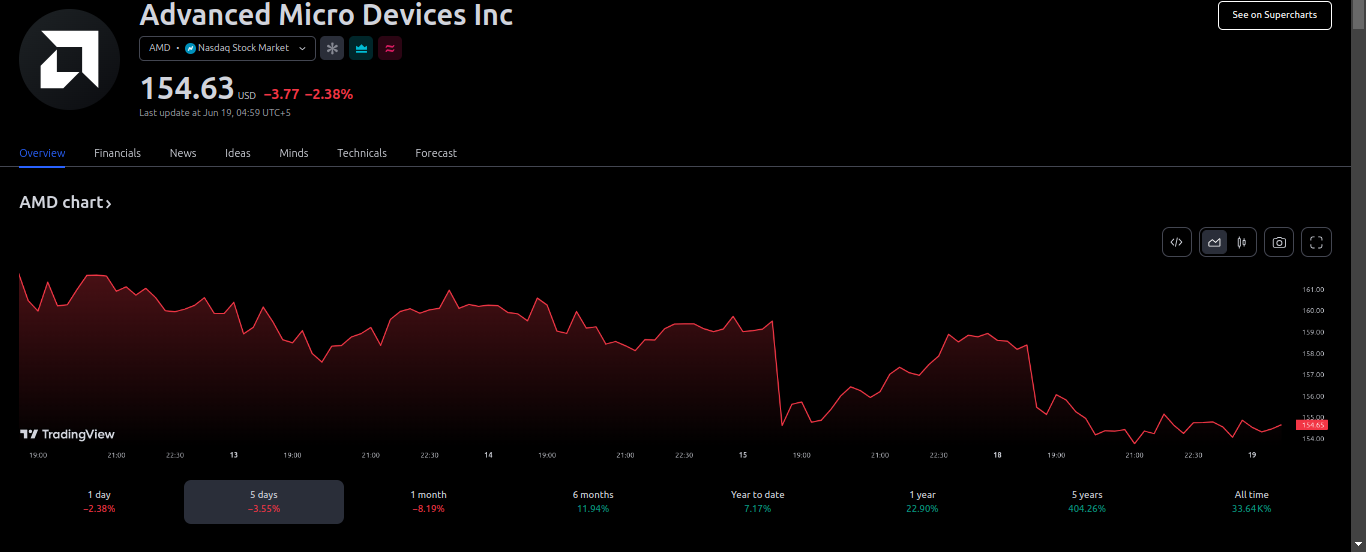 Advanced Micro Devices Inc
See on Supercharts
AMD • Nasdaq Stock Market
154.63 USD −3.77 −2.38%
Last update at Jun 19, 04:59 UTC+5
Overview Financials News Ideas Minds Technicals Forecast
AMD chart ›
161.00
160.00
159.00
158.00
157.00
156.00
155.00
154.65
154.00
TradingView
19:00 21:00 22:30 13 19:00 21:00 22:30 14 19:00 21:00 22:30 15 19:00 21:00 22:30 18 19:00 21:00 22:30 19
1 day 5 days 1 month 6 months Year to date 1 year 5 years All time
−2.38% −3.55% −8.19% 11.94% 7.17% 22.90% 404.26% 33.64K%